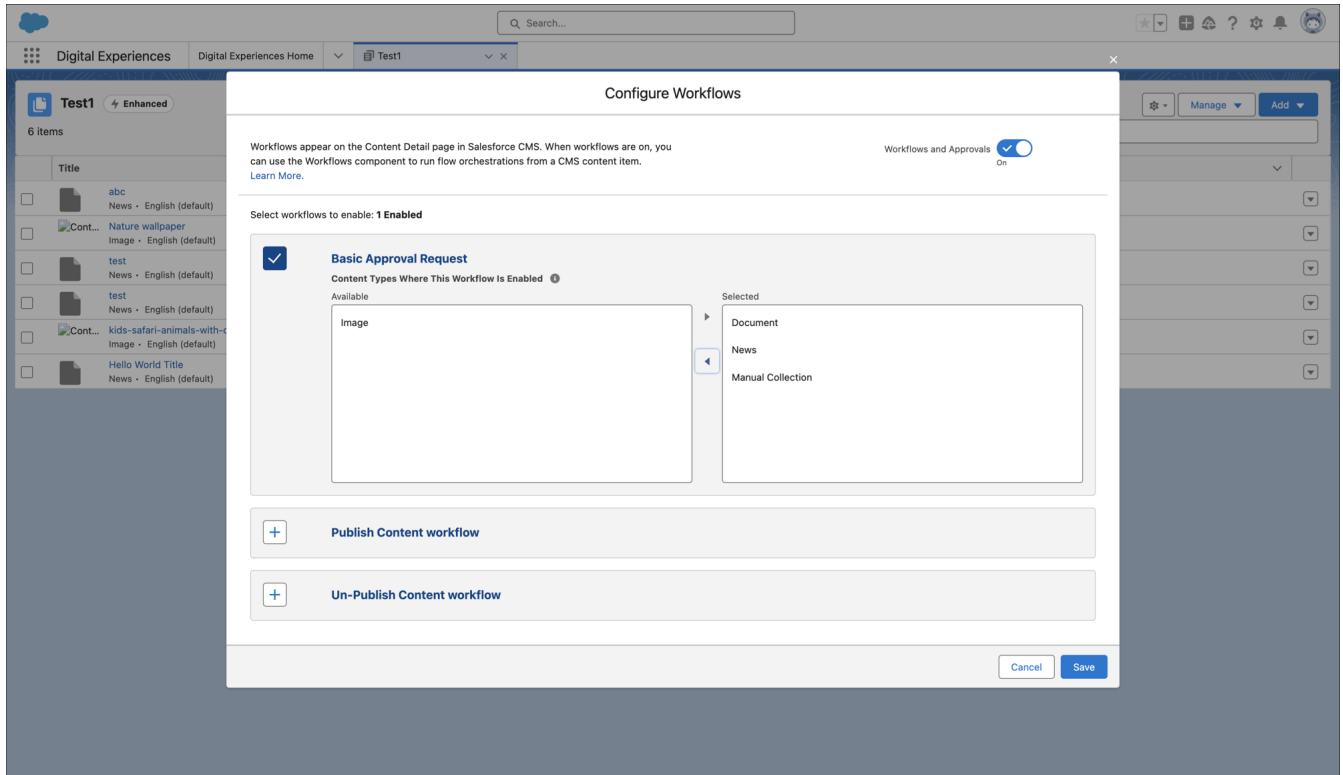 Search...
Digital Experiences
Digital Experiences Home
Test1
Test1
Enhanced
6 items
Manage
Add
Title
abc
News • English (default)
Cont...
Nature wallpaper
Image • English (default)
test
News • English (default)
test
News • English (default)
Cont...
kids-safari-animals-with-c
Image • English (default)
Hello World Title
News • English (default)
Configure Workflows
Workflows appear on the Content Detail page in Salesforce CMS. When workflows are on, you
can use the Workflows component to run flow orchestrations from a CMS content item.
Learn More.
Workflows and Approvals
On
Select workflows to enable: 1 Enabled
Basic Approval Request
Content Types Where This Workflow Is Enabled
Available
Image
Selected
Document
News
Manual Collection
Publish Content workflow
Un-Publish Content workflow
Cancel
Save